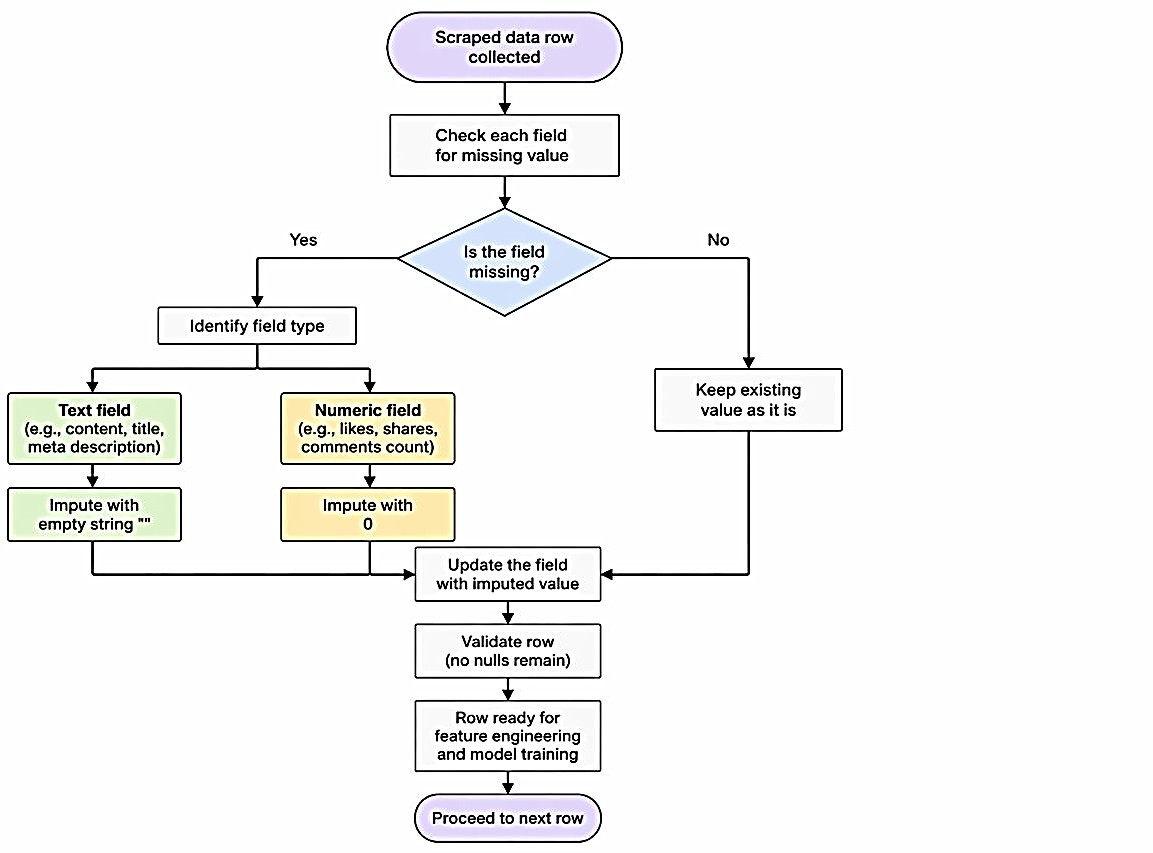 Scraped data row
collected
Check each field
for missing value
Is the field
missing?
Yes
No
Identify field type
Keep existing
value as it is
Text field
(e.g., content, title,
meta description)
Numeric field
(e.g., likes, shares,
comments count)
Impute with
empty string ""
Impute with
0
Update the field
with imputed value
Validate row
(no nulls remain)
Row ready for
feature engineering
and model training
Proceed to next row